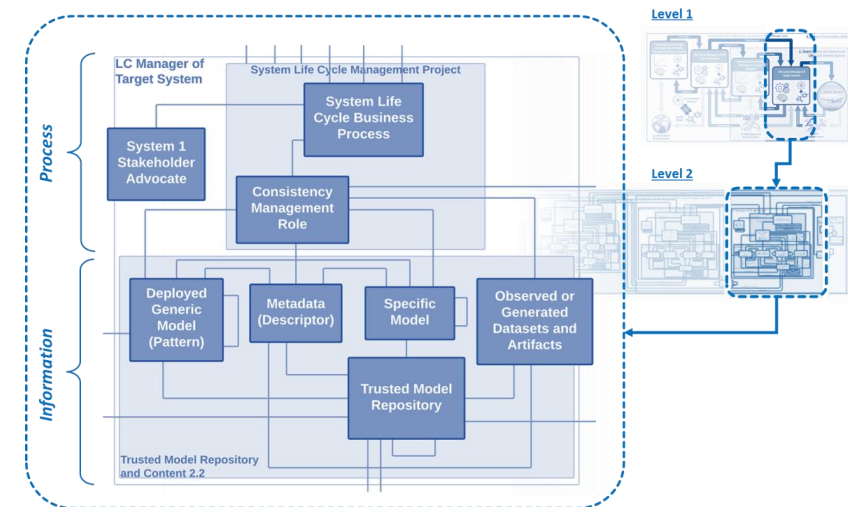 Level 1
LC Manager of
Target System
System Life Cycle Management Project
System Life
Cycle Business
Process
System 1
Stakeholder
Advocate
Process
Consistency
Management
Role
Level 2
Information
Deployed
Generic
Model
(Pattern)
Metadata
(Descriptor)
Specific
Model
Observed or
Generated
Datasets and
Artifacts
Trusted Model
Repository
Trusted Model Repository
and Content 2.2